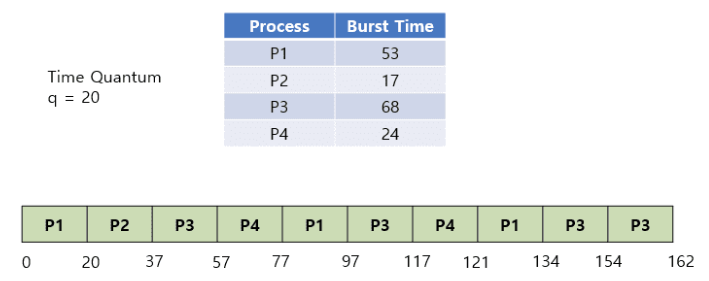 Process Burst Time
P1 53
Time Quantum
P2 17
q = 20
P3 68
P4 24
P1 P2 P3 P4 P1 P3 P4 P1 P3 P3
0 20 37 57 77 97 117 121 134 154 162